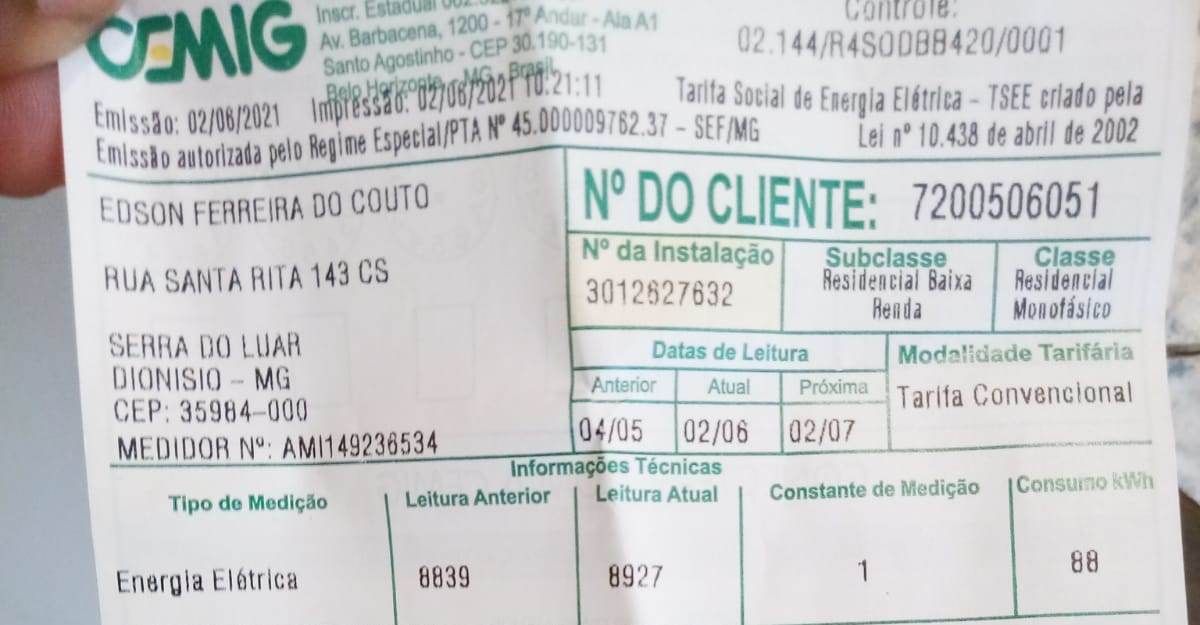 CEMIG
Inscr. Estadual
Av. Barbacena, 1200 - 17º Andar - Ala A1
Santo Agostinho - CEP 30.190-131
Belo Horizonte - MG - Brasil
Controle:
02.144/R4SODBB420/0001
Emissão: 02/06/2021 Impressão: 02/06/2021 10:21:11
Emissão autorizada pelo Regime Especial/PTA Nº 45.000009762.37 - SEF/MG
Tarifa Social de Energia Elétrica - TSEE criado pela
Lei nº 10.438 de abril de 2002
EDSON FERREIRA DO COUTO
RUA SANTA RITA 143 CS
SERRA DO LUAR
DIONISIO - MG
CEP: 35984-000
MEDIDOR Nº: AMI149236534
Nº DO CLIENTE: 7200506051
Nº da Instalação
3012627632
Subclasse
Residencial Baixa
Renda
Classe
Residencial
Monofásico
Datas de Leitura
Anterior Atual Próxima
04/05 02/06 02/07
Modalidade Tarifária
Tarifa Convencional
Informações Técnicas
Tipo de Medição Leitura Anterior Leitura Atual Constante de Medição Consumo kWh
Energia Elétrica 8839 8927 1 88